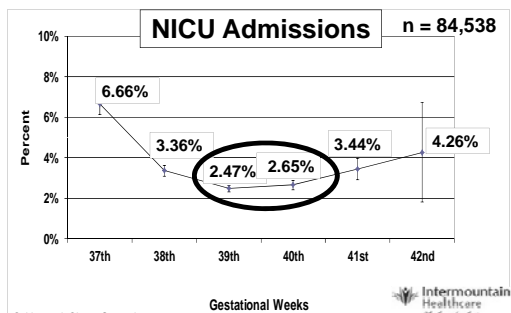 NICU Admissions
n = 84,538
10%
8%
6%
4%
2%
0%
Percent
6.66%
3.36%
2.47%
2.65%
3.44%
4.26%
37th 38th 39th 40th 41st 42nd
Gestational Weeks
Intermountain
Healthcare